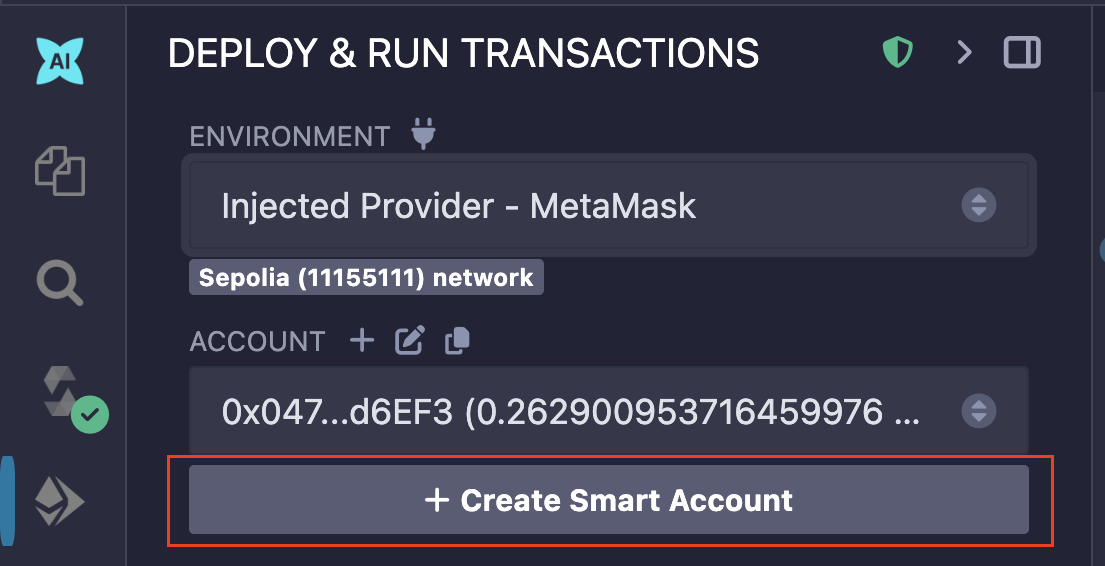 AI
DEPLOY & RUN TRANSACTIONS
ENVIRONMENT
Injected Provider - MetaMask
Sepolia (11155111) network
ACCOUNT
0x047...d6EF3 (0.262900953716459976 ...
+ Create Smart Account